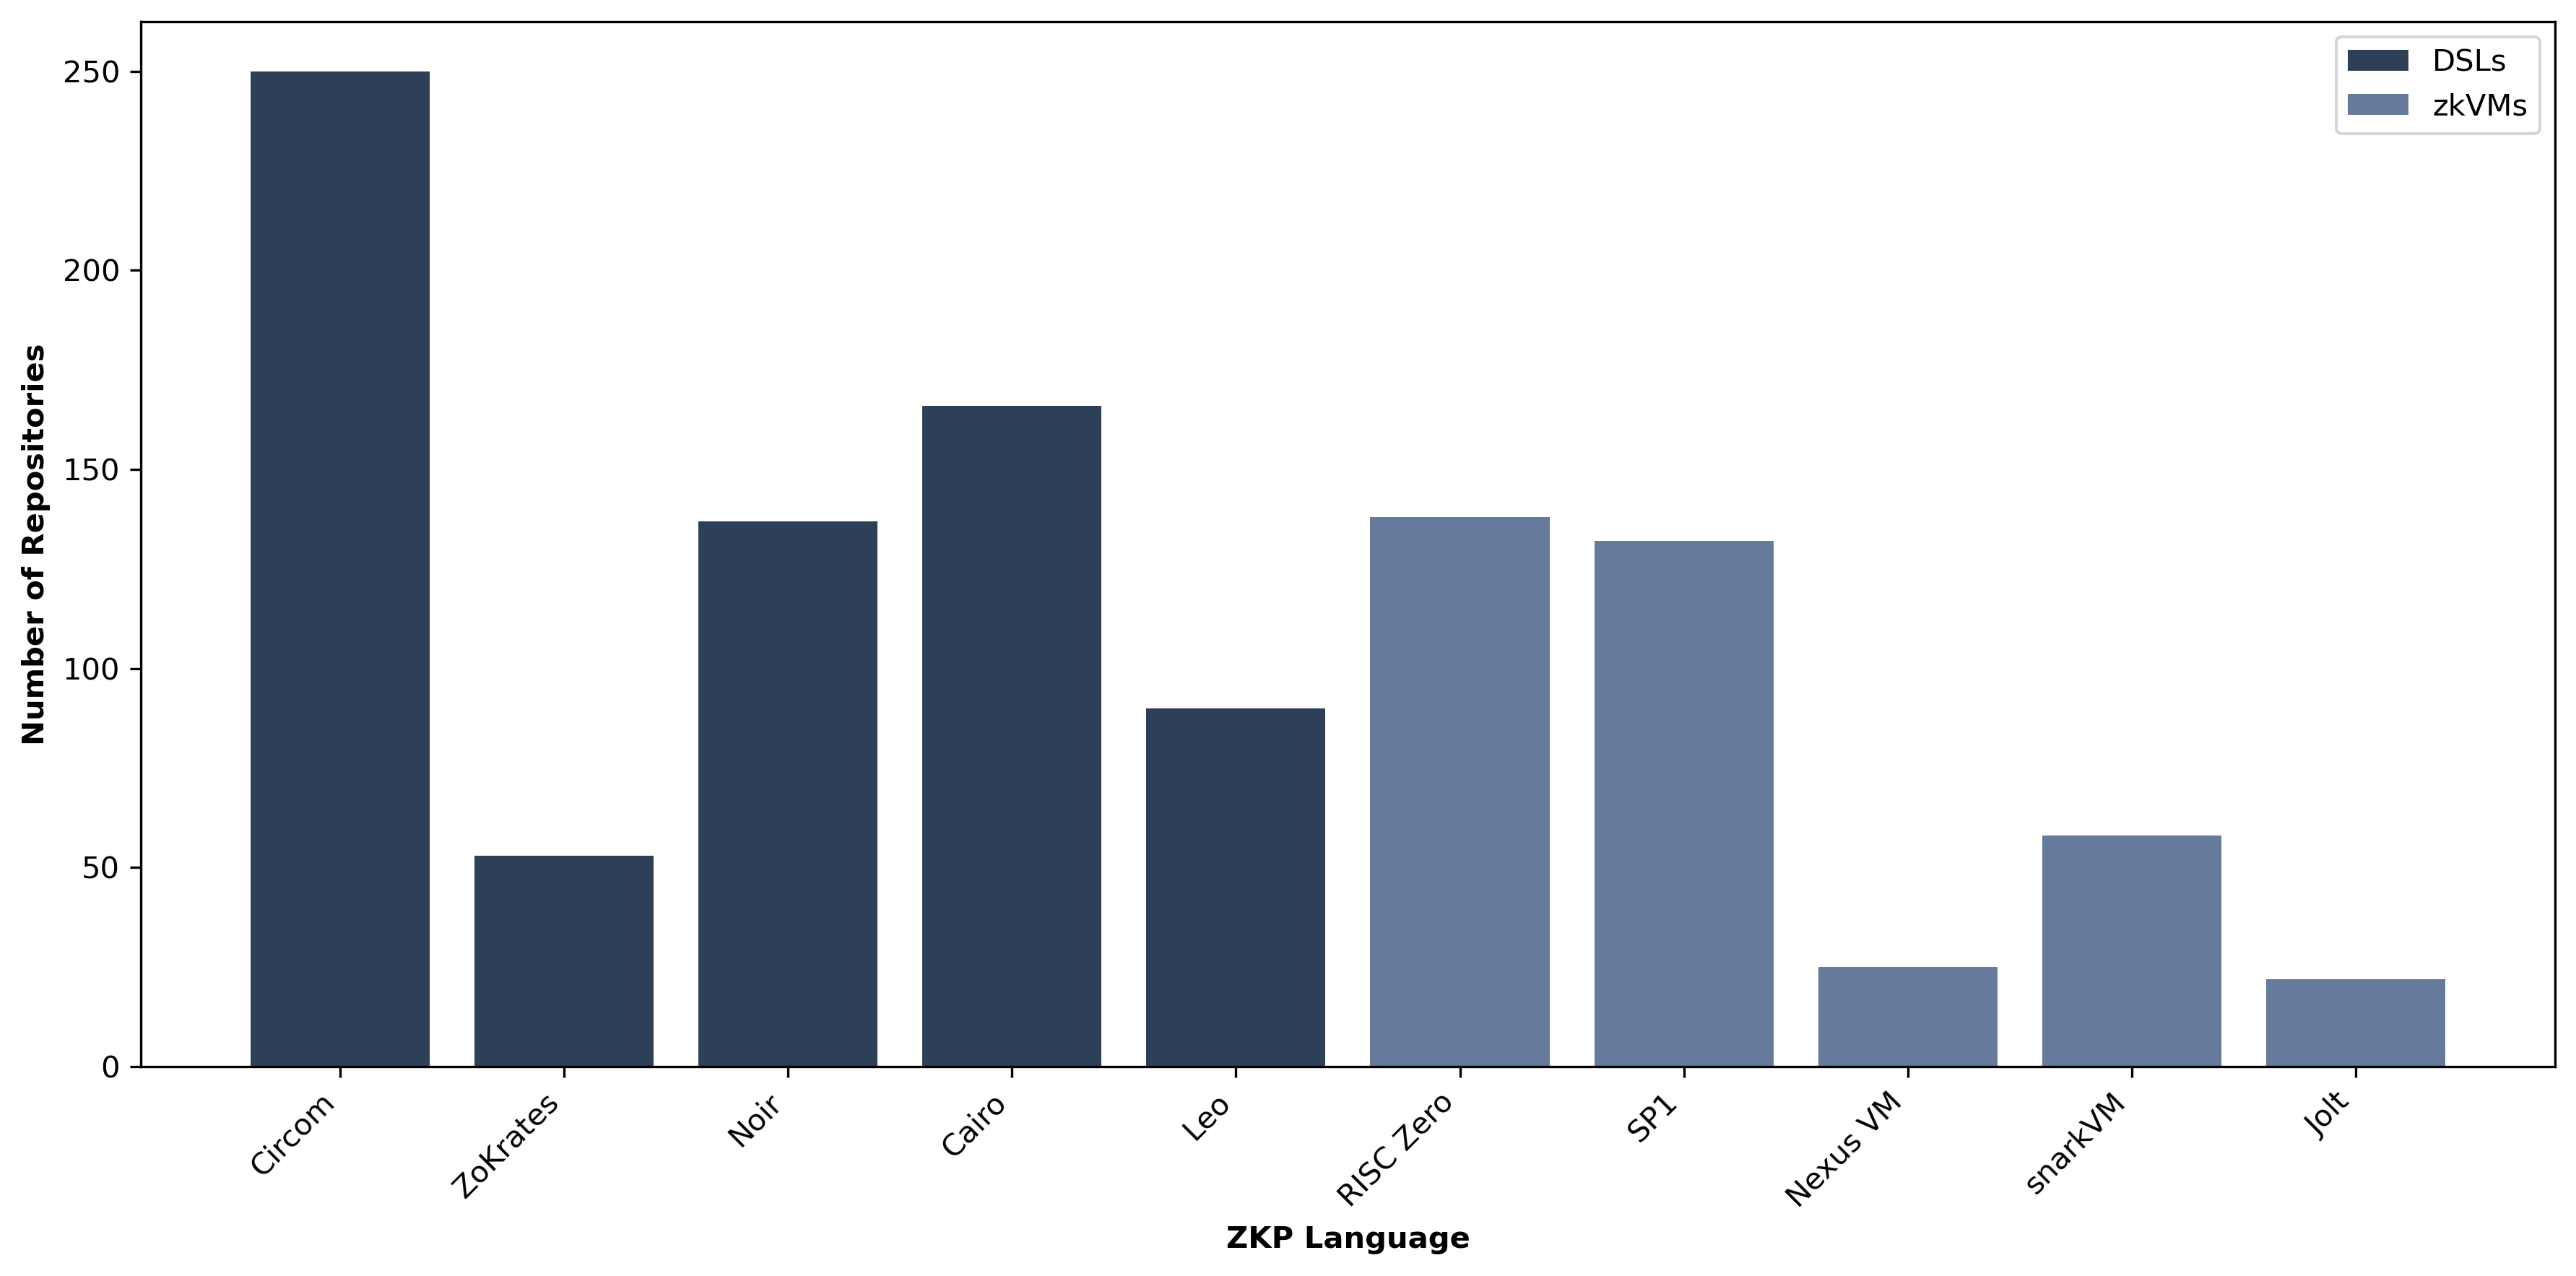 DSLs
zkVMs
Number of Repositories
250
200
150
100
50
0
Circom
ZoKrates
Noir
Cairo
Leo
RISC Zero
SP1
Nexus VM
snarkVM
Jolt
ZKP Language